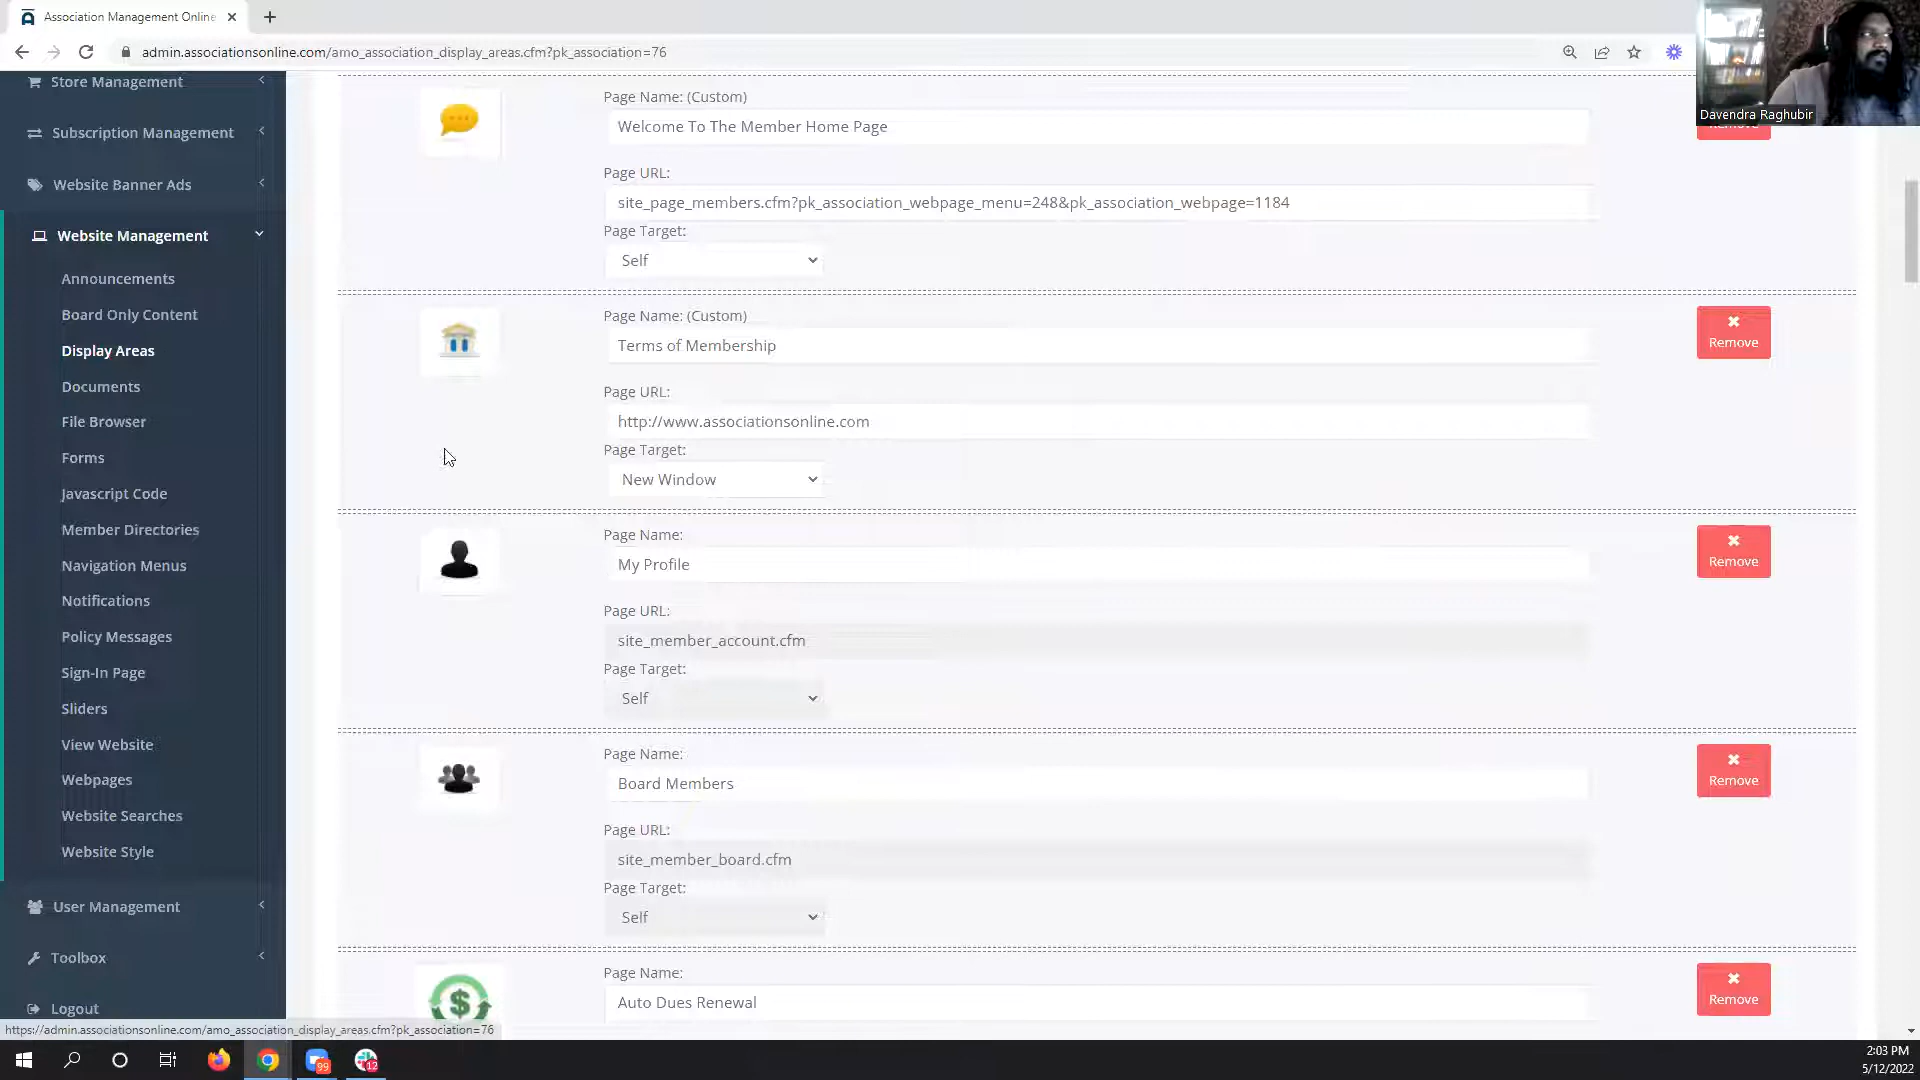 Association Management Online
admin.associationsonline.com/amo_association_display_areas.cfm?pk_association=76
Davendra Raghubir
Store Management
Subscription Management
Website Banner Ads
Website Management
Announcements
Board Only Content
Display Areas
Documents
File Browser
Forms
Javascript Code
Member Directories
Navigation Menus
Notifications
Policy Messages
Sign-In Page
Sliders
View Website
Webpages
Website Searches
Website Style
User Management
Toolbox
Logout
Page Name: (Custom)
Welcome To The Member Home Page
Remove
Page URL:
site_page_members.cfm?pk_association_webpage_menu=248&pk_association_webpage=1184
Page Target:
Self
Page Name: (Custom)
Terms of Membership
Remove
Page URL:
http://www.associationsonline.com
Page Target:
New Window
Page Name:
My Profile
Remove
Page URL:
site_member_account.cfm
Page Target:
Self
Page Name:
Board Members
Remove
Page URL:
site_member_board.cfm
Page Target:
Self
Page Name:
Auto Dues Renewal
Remove
https://admin.associationsonline.com/amo_association_display_areas.cfm?pk_association=76
99
12
2:03 PM
5/12/2022